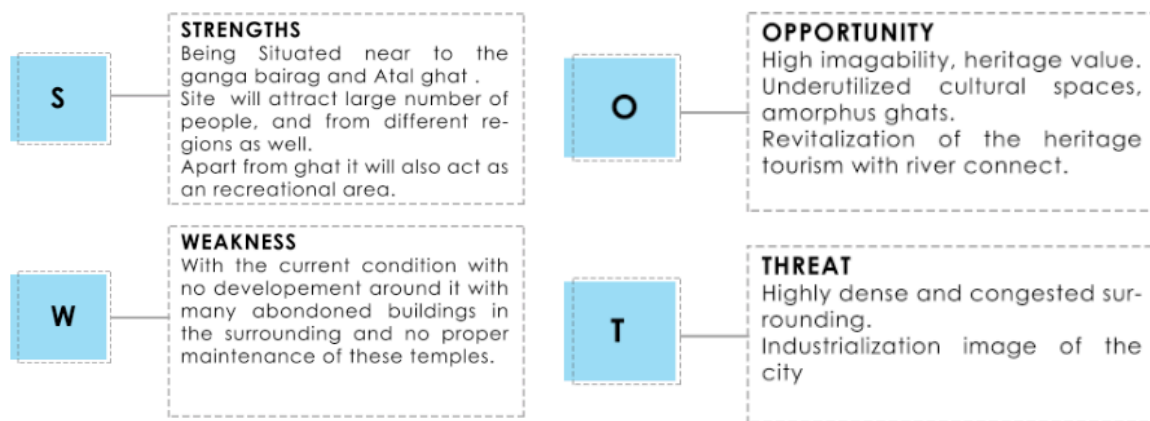 S
STRENGTHS
Being Situated near to the
ganga bairag and Atal ghat .
Site will attract large number of
people, and from different re-
gions as well.
Apart from ghat it will also act as
an recreational area.
O
OPPORTUNITY
High imagability, heritage value.
Underutilized cultural spaces,
amorphus ghats.
Revitalization of the heritage
tourism with river connect.
W
WEAKNESS
With the current condition with
no developement around it with
many abondoned buildings in
the surrounding and no proper
maintenance of these temples.
T
THREAT
Highly dense and congested sur-
rounding.
Industrialization image of the
city